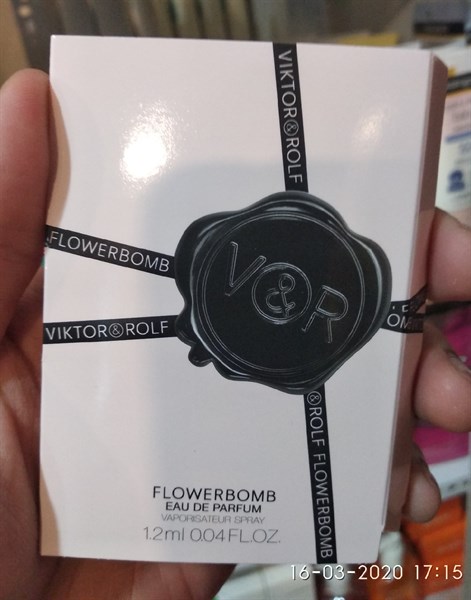 VIKTOR&ROLF
FLOWERBOMB
VIKTOR&ROLF
V&R
OM
&ROLF FLOWERBOMB
FLOWERBOMB
EAU DE PARFUM
VAPORISATEUR SPRAY
1.2ml 0.04 FL.OZ.
16-03-2020 17:15